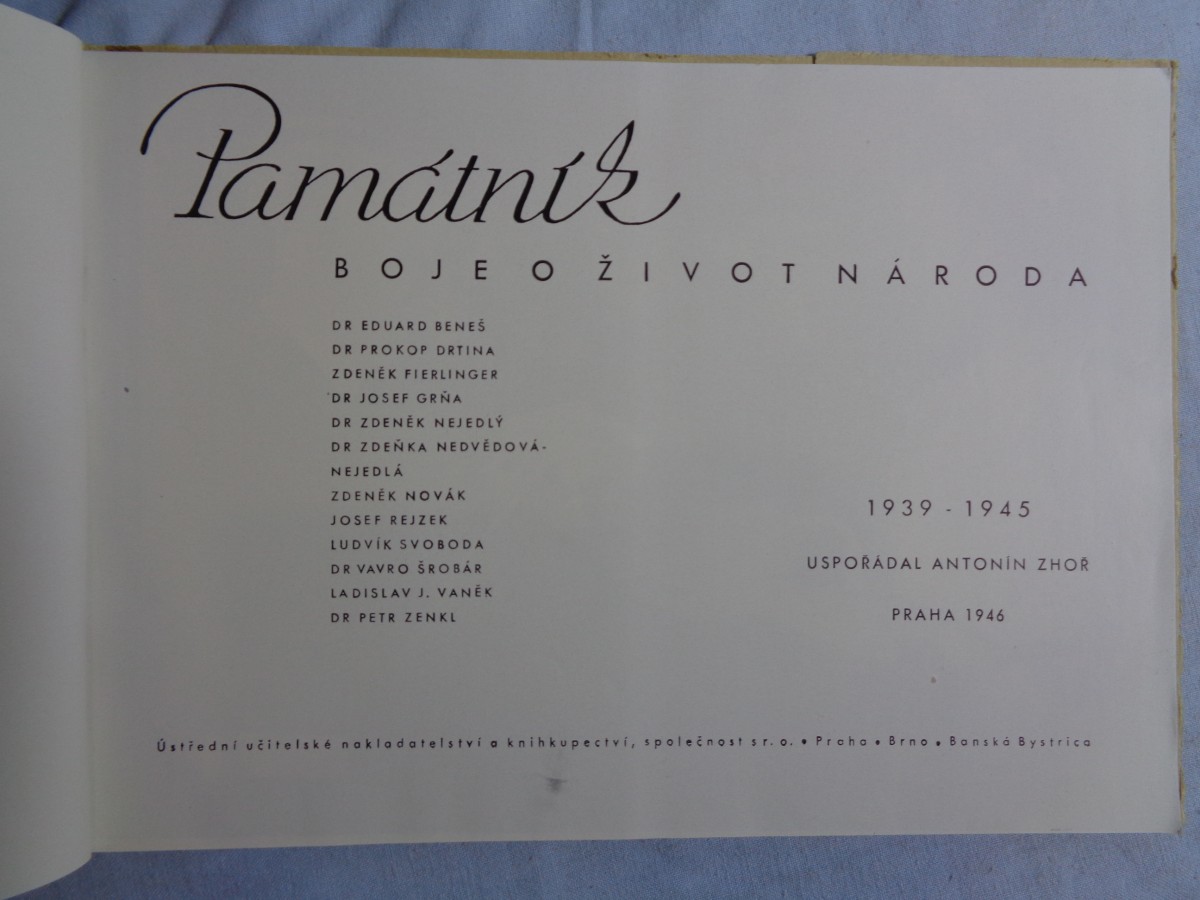 Památník
BOJE O ŽIVOT NÁRODA
DR EDUARD BENEŠ
DR PROKOP DRTINA
ZDENĚK FIERLINGER
DR JOSEF GRŇA
DR ZDENĚK NEJEDLÝ
DR ZDEŇKA NEDVĚDOVÁ-
NEJEDLÁ
ZDENĚK NOVÁK
JOSEF REJZEK
LUDVÍK SVOBODA
DR VAVRO ŠROBÁR
LADISLAV J. VANĚK
DR PETR ZENKL
1939 - 1945
USPOŘÁDAL ANTONÍN ZHOŘ
PRAHA 1946
Ústřední učitelské nakladatelství a knihkupectví, společnost s r. o. • Praha • Brno • Banská Bystrica